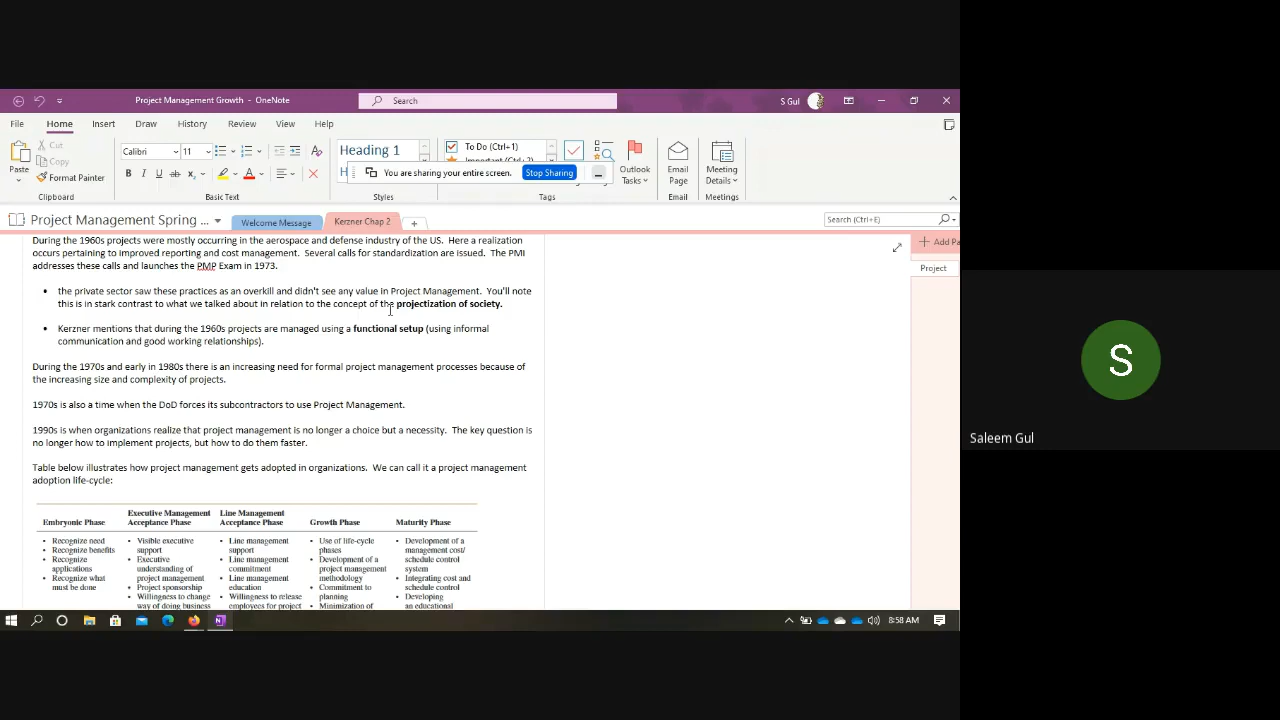 Project Management Growth - OneNote
Search
S Gul
File Home Insert Draw History Review View Help
Paste
Cut
Copy
Format Painter
Clipboard
Calibri 11
Basic Text
Heading 1
Styles
To Do (Ctrl+1)
You are sharing your entire screen. Stop Sharing
Tags
Outlook Tasks
Email Page
Email
Meeting Details
Meetings
Project Management Spring ...
Welcome Message
Kerzner Chap 2
Search (Ctrl+E)
Add Pa
Project
During the 1960s projects were mostly occurring in the aerospace and defense industry of the US. Here a realization
occurs pertaining to improved reporting and cost management. Several calls for standardization are issued. The PMI
addresses these calls and launches the PMP Exam in 1973.
• the private sector saw these practices as an overkill and didn't see any value in Project Management. You'll note
this is in stark contrast to what we talked about in relation to the concept of the projectization of society.
• Kerzner mentions that during the 1960s projects are managed using a functional setup (using informal
communication and good working relationships).
During the 1970s and early in 1980s there is an increasing need for formal project management processes because of
the increasing size and complexity of projects.
1970s is also a time when the DoD forces its subcontractors to use Project Management.
1990s is when organizations realize that project management is no longer a choice but a necessity. The key question is
no longer how to implement projects, but how to do them faster.
Table below illustrates how project management gets adopted in organizations. We can call it a project management
adoption life-cycle:
Embryonic Phase
• Recognize need
• Recognize benefits
• Recognize
applications
• Recognize what
must be done
Executive Management
Acceptance Phase
• Visible executive
support
• Executive
understanding of
project management
• Project sponsorship
• Willingness to change
way of doing business
Line Management
Acceptance Phase
• Line management
support
• Line management
commitment
• Line management
education
• Willingness to release
employees for project
Growth Phase
• Use of life-cycle
phases
• Development of a
project management
methodology
• Commitment to
planning
• Minimization of
Maturity Phase
• Development of a
management cost/
schedule control
system
• Integrating cost and
schedule control
• Developing
an educational
8:58 AM
S
Saleem Gul